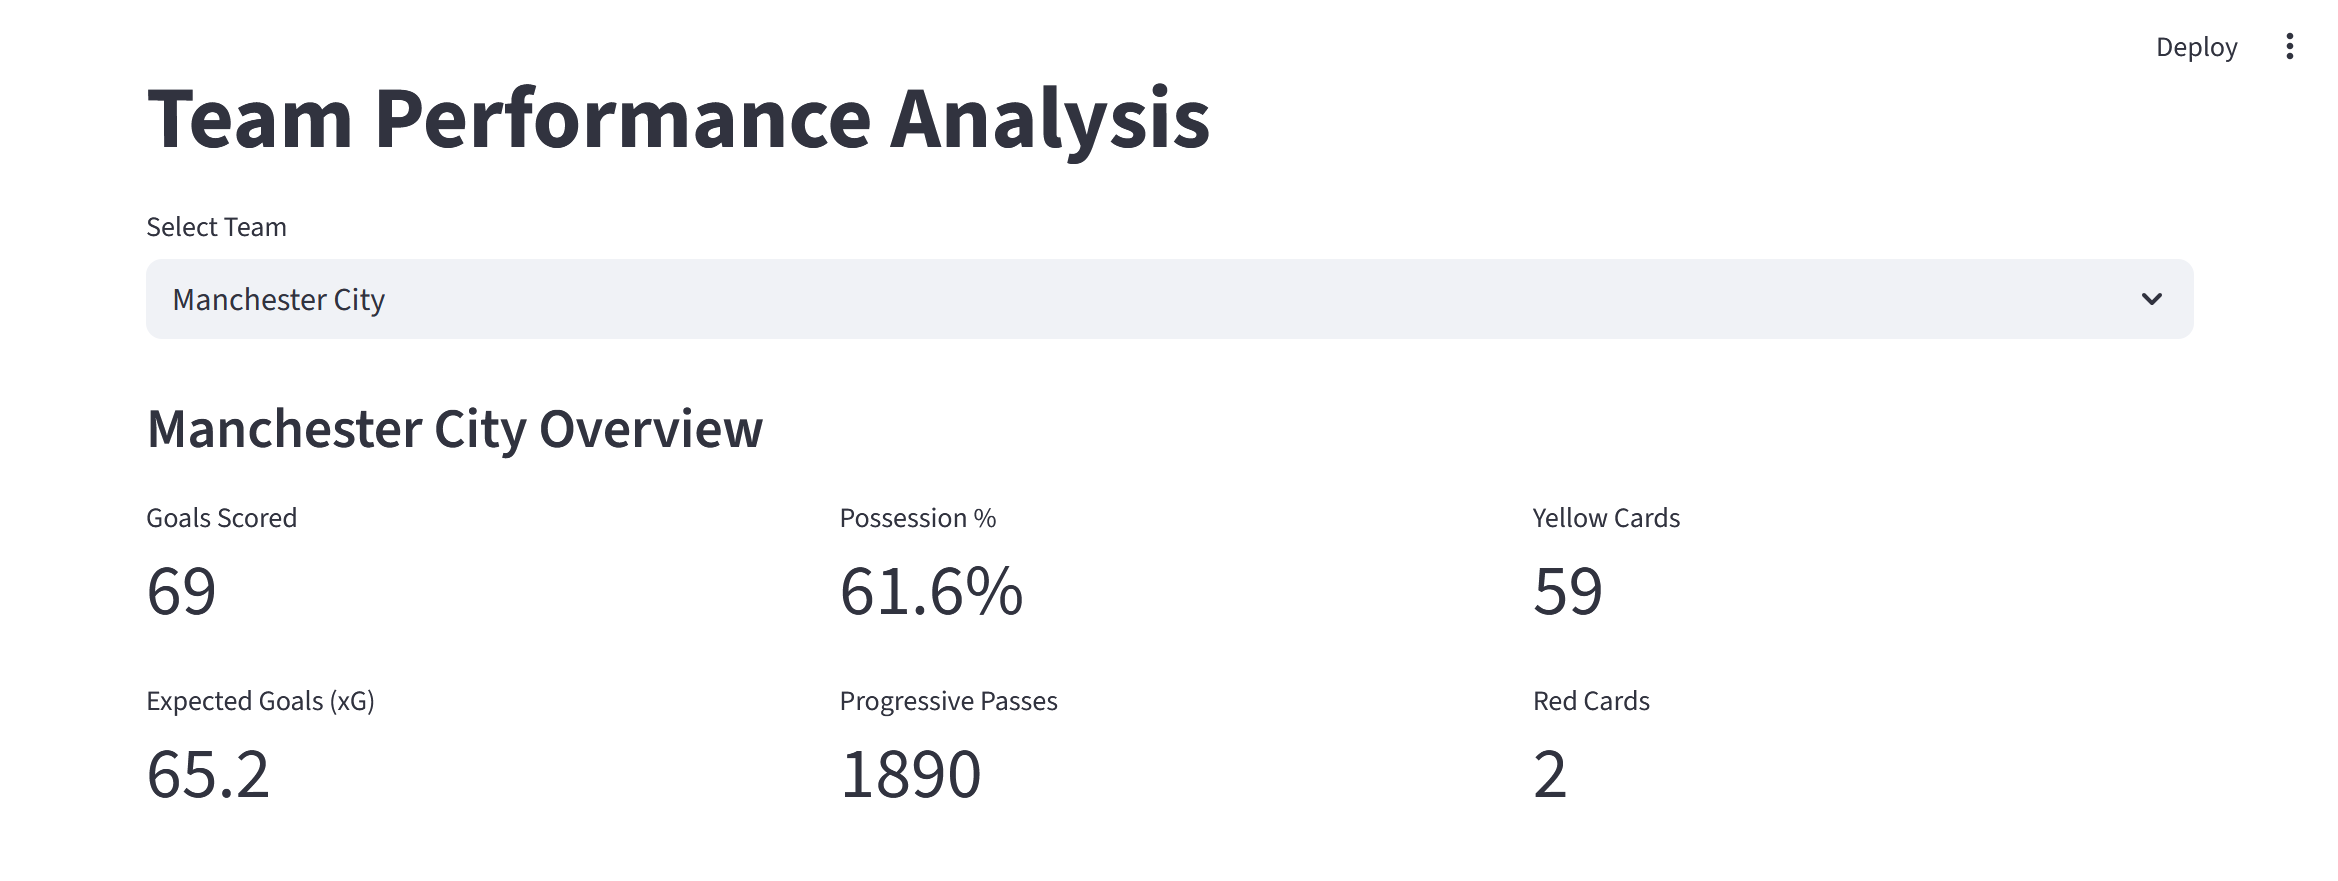 Deploy
Team Performance Analysis
Select Team
Manchester City
Manchester City Overview
Goals Scored
69
Possession %
61.6%
Yellow Cards
59
Expected Goals (xG)
65.2
Progressive Passes
1890
Red Cards
2